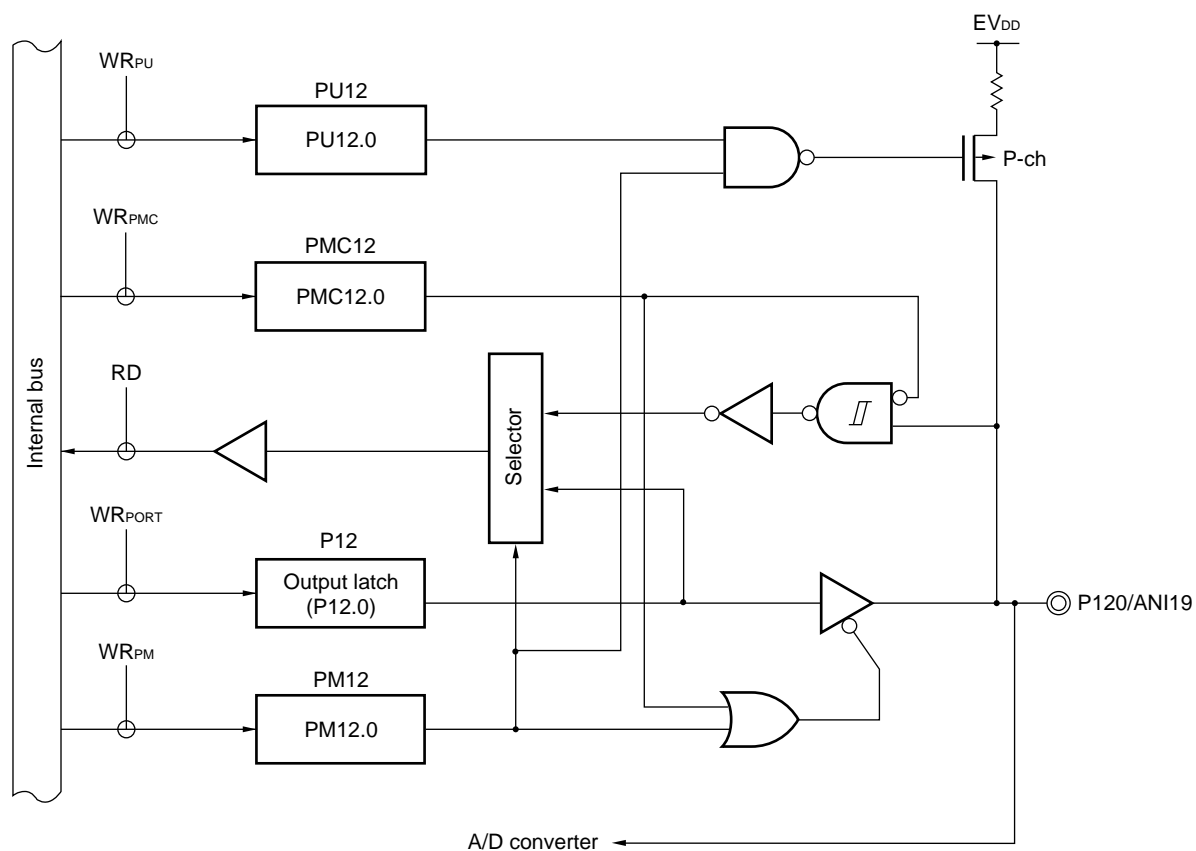 EVDD
WRPU
PU12
PU12.0
P-ch
WRPMC
PMC12
PMC12.0
Internal bus
RD
Selector
WRPORT
P12
Output latch
(P12.0)
P120/ANI19
WRPM
PM12
PM12.0
A/D converter